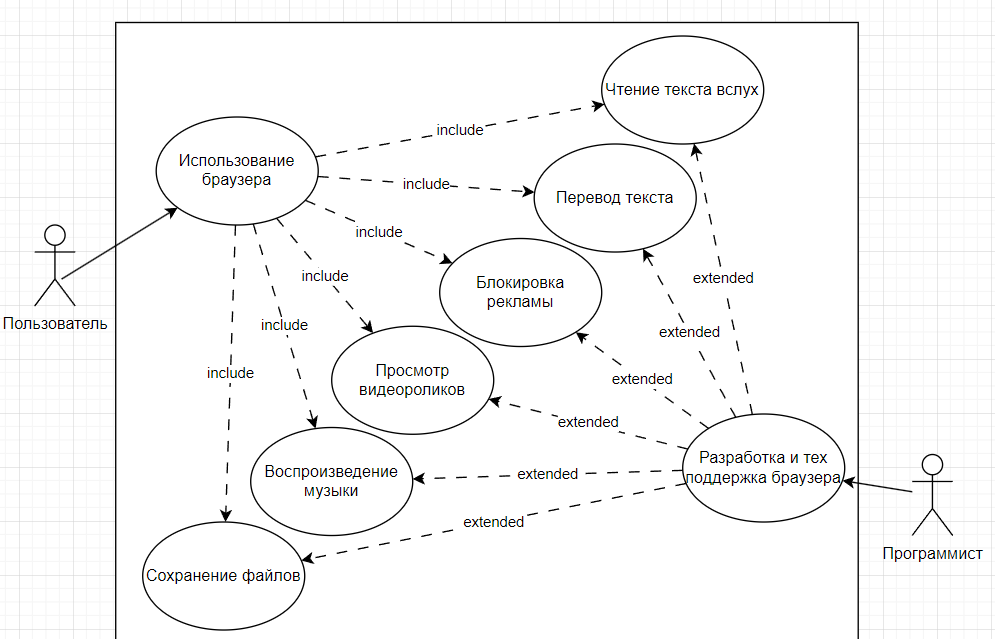 Чтение текста вслух
include
Использование
браузера
include
Перевод текста
include
Блокировка
рекламы
include
extended
Пользователь
include
extended
Просмотр
видеороликов
include
extended
extended
Разработка и тех
поддержка браузера
Воспроизведение
музыки
extended
extended
Программист
Сохранение файлов